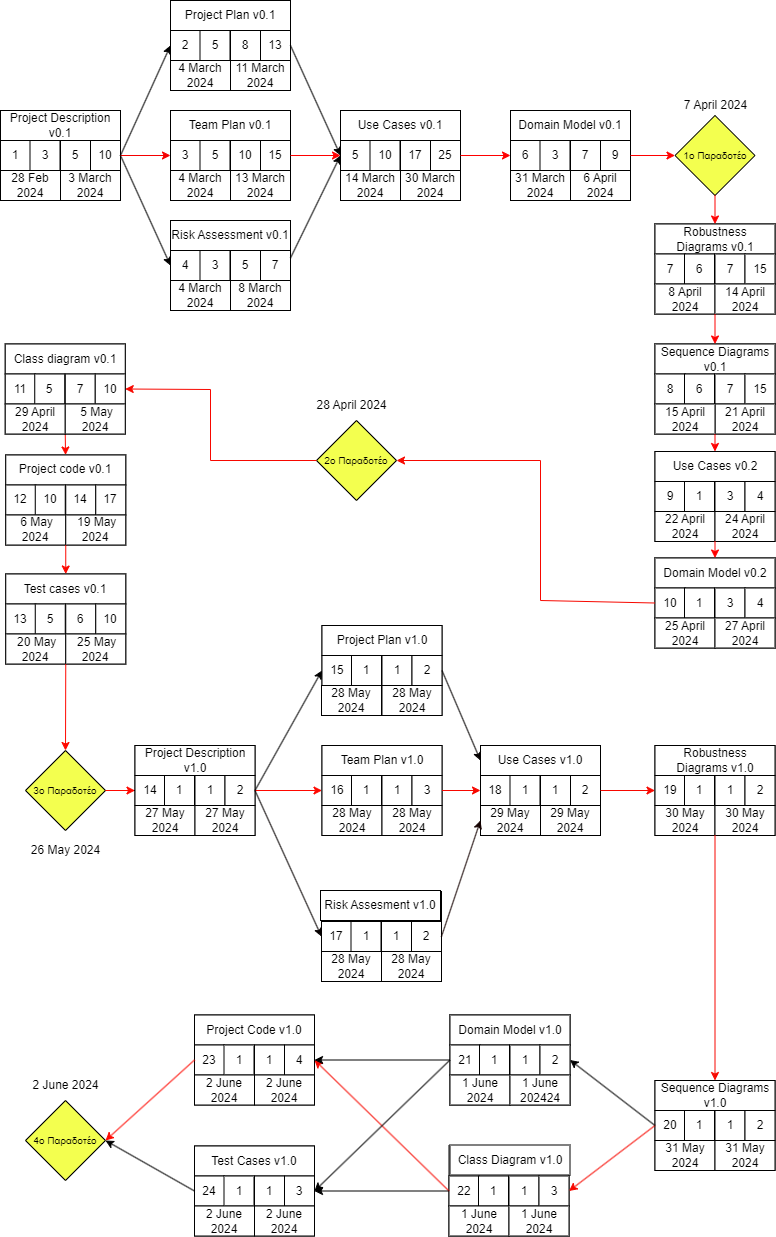 Project Plan v0.1
2 5 8 13
4 March 11 March
2024 2024
Project Description
v0.1
1 3 5 10
28 Feb 3 March
2024 2024
Team Plan v0.1
3 5 10 15
4 March 13 March
2024 2024
Use Cases v0.1
5 10 17 25
14 March 30 March
2024 2024
Domain Model v0.1
6 3 7 9
31 March 6 April
2024 2024
7 April 2024
1ο Παραδοτέο
Risk Assessment v0.1
4 3 5 7
4 March 8 March
2024 2024
Robustness
Diagrams v0.1
7 6 7 15
8 April 14 April
2024 2024
Sequence Diagrams
v0.1
8 6 7 15
15 April 21 April
2024 2024
Use Cases v0.2
9 1 3 4
22 April 24 April
2024 2024
Domain Model v0.2
10 1 3 4
25 April 27 April
2024 2024
28 April 2024
2ο Παραδοτέο
Class diagram v0.1
11 5 7 10
29 April 5 May
2024 2024
Project code v0.1
12 10 14 17
6 May 19 May
2024 2024
Test cases v0.1
13 5 6 10
20 May 25 May
2024 2024
3ο Παραδοτέο
26 May 2024
Project Description
v1.0
14 1 1 2
27 May 27 May
2024 2024
Project Plan v1.0
15 1 1 2
28 May 28 May
2024 2024
Team Plan v1.0
16 1 1 3
28 May 28 May
2024 2024
Risk Assesment v1.0
17 1 1 2
28 May 28 May
2024 2024
Use Cases v1.0
18 1 1 2
29 May 29 May
2024 2024
Robustness
Diagrams v1.0
19 1 1 2
30 May 30 May
2024 2024
Sequence Diagrams
v1.0
20 1 1 2
31 May 31 May
2024 2024
Domain Model v1.0
21 1 1 2
1 June 1 June
2024 202424
Class Diagram v1.0
22 1 1 3
1 June 1 June
2024 2024
Project Code v1.0
23 1 1 4
2 June 2 June
2024 2024
Test Cases v1.0
24 1 1 3
2 June 2 June
2024 2024
2 June 2024
4ο Παραδοτέο